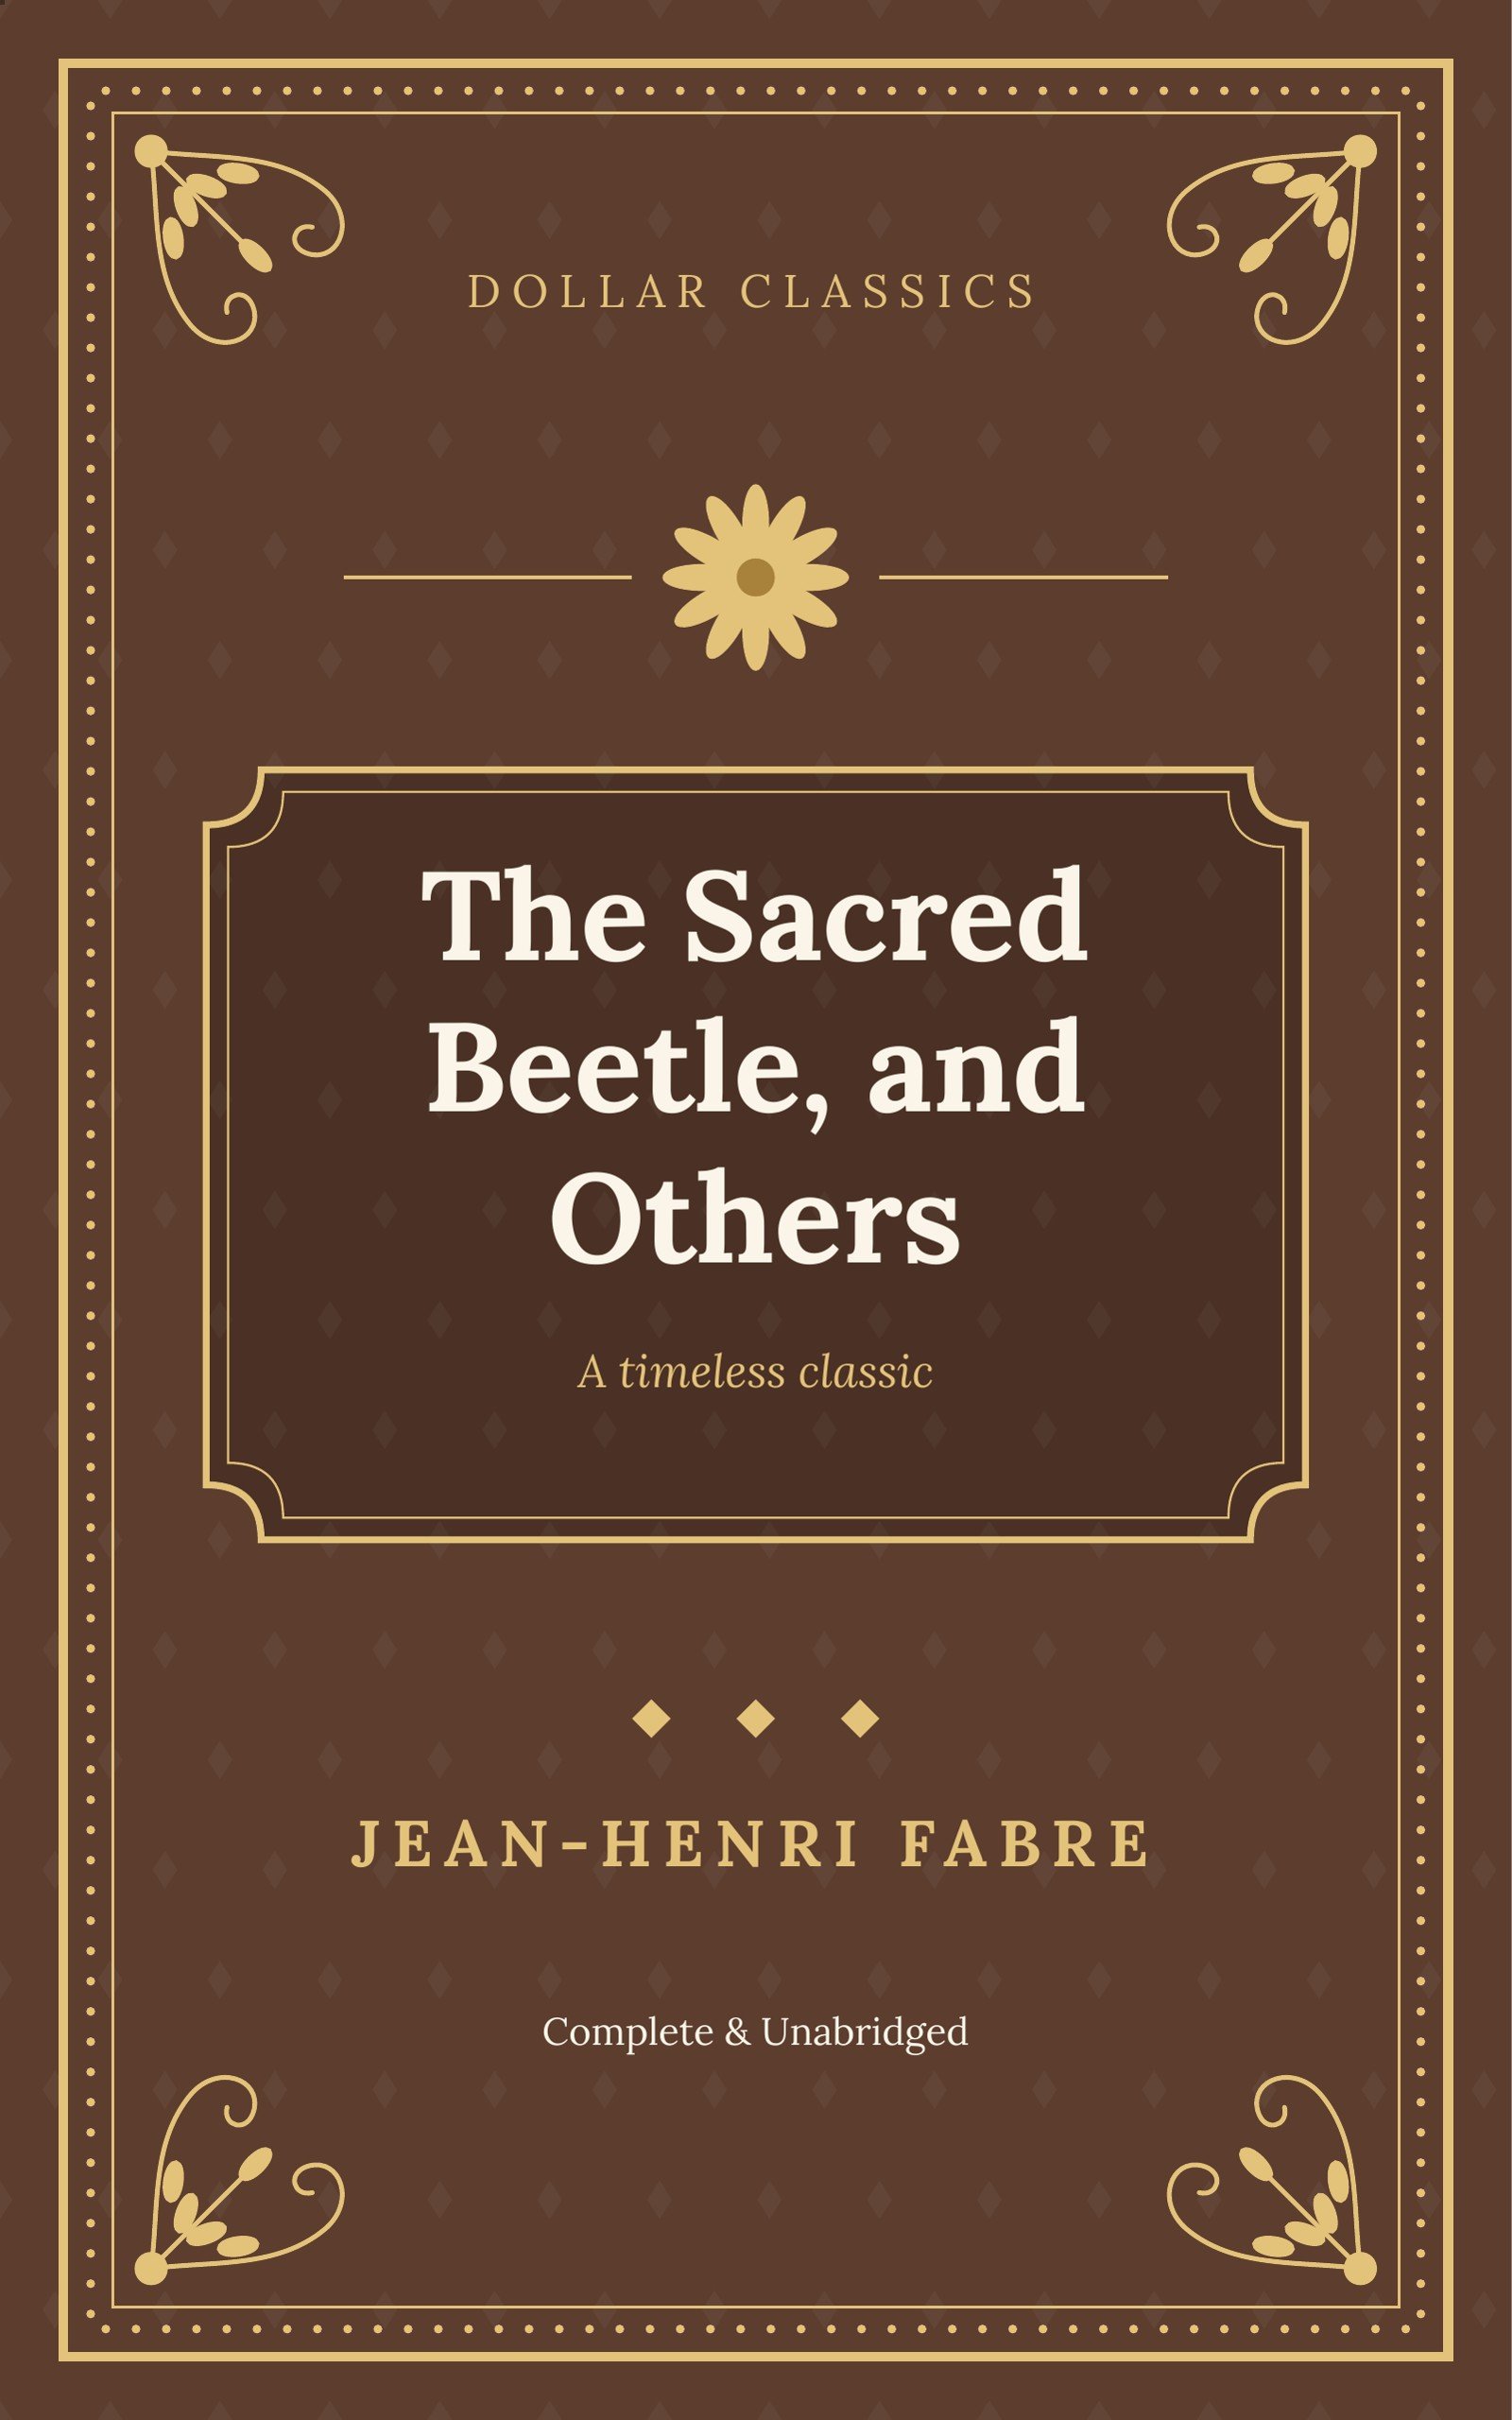 DOLLAR CLASSICS
The Sacred
Beetle, and
Others
A timeless classic
JEAN-HENRI FABRE
Complete & Unabridged